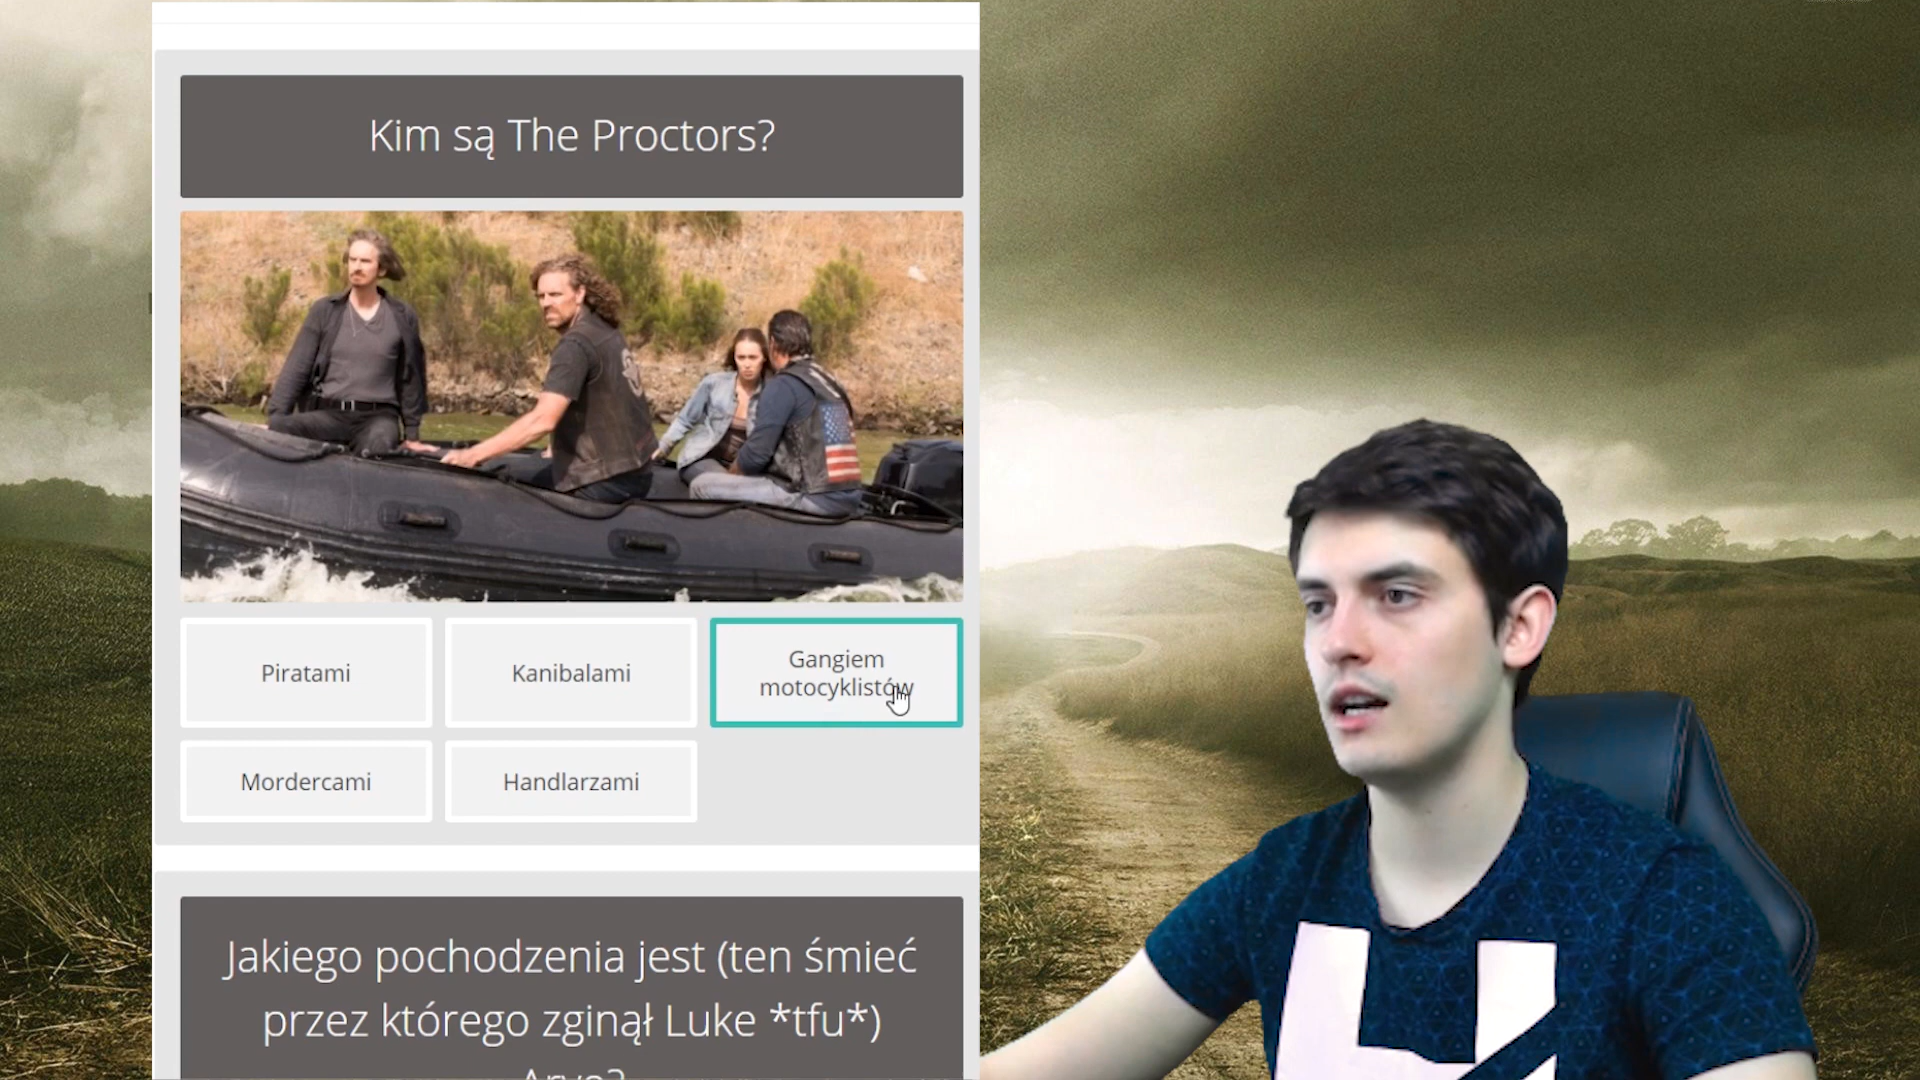 Kim są The Proctors?
Piratami
Kanibalami
Gangiem
motocyklistów
Mordercami
Handlarzami
Jakiego pochodzenia jest (ten śmieć
przez którego zginął Luke *tfu*)
Arvo?